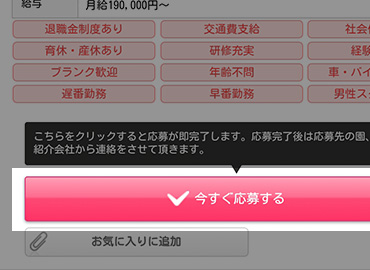 給与 月給190,000円〜
退職金制度あり 交通費支給 社会
育休・産休あり 研修充実 経験
ブランク歓迎 年齢不問 車・バイ
遅番勤務 早番勤務 男性ス
こちらをクリックすると応募が即完了します。応募完了後は応募先の園、
紹介会社から連絡をさせて頂きます。
今すぐ応募する
お気に入りに追加